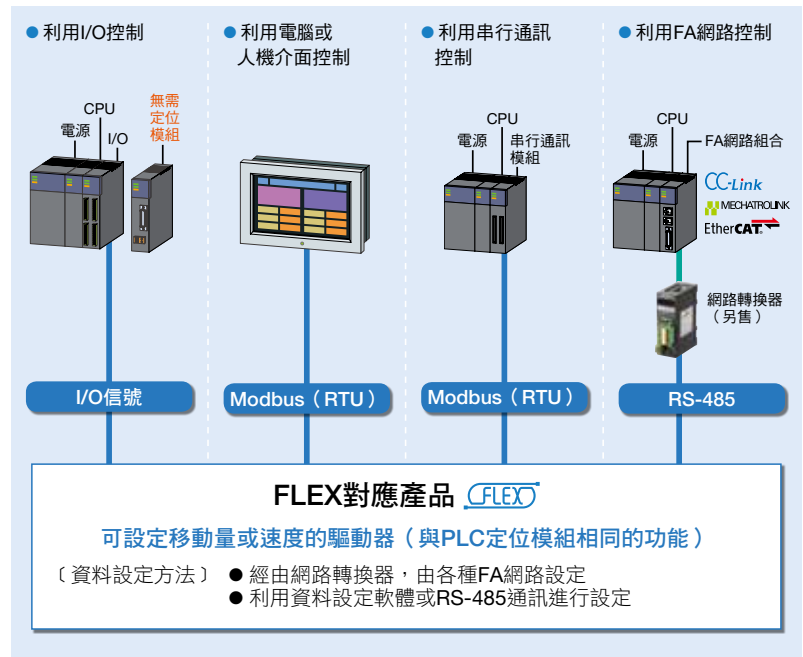 ● 利用I/O控制
CPU
電源
I/O
無需
定位
模組
I/O信號
● 利用電腦或
人機介面控制
Modbus（RTU）
● 利用串行通訊
控制
CPU
電源
串行通訊
模組
Modbus（RTU）
● 利用FA網路控制
CPU
電源
FA網路組合
CC-Link
MECHATROLINK
EtherCAT
網路轉換器
（另售）
RS-485
FLEX對應產品 FLEX
可設定移動量或速度的驅動器（與PLC定位模組相同的功能）
〔資料設定方法〕 ● 經由網路轉換器，由各種FA網路設定
● 利用資料設定軟體或RS-485通訊進行設定